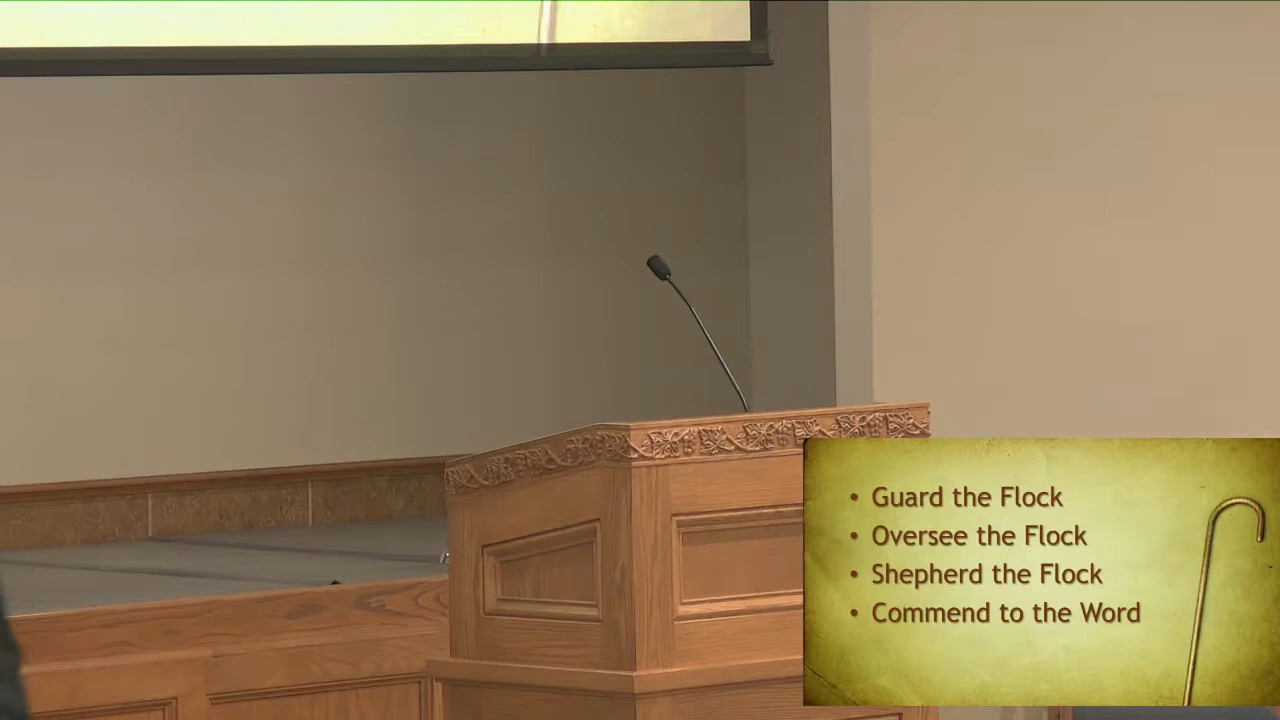 • Guard the Flock
• Oversee the Flock
• Shepherd the Flock
• Commend to the Word